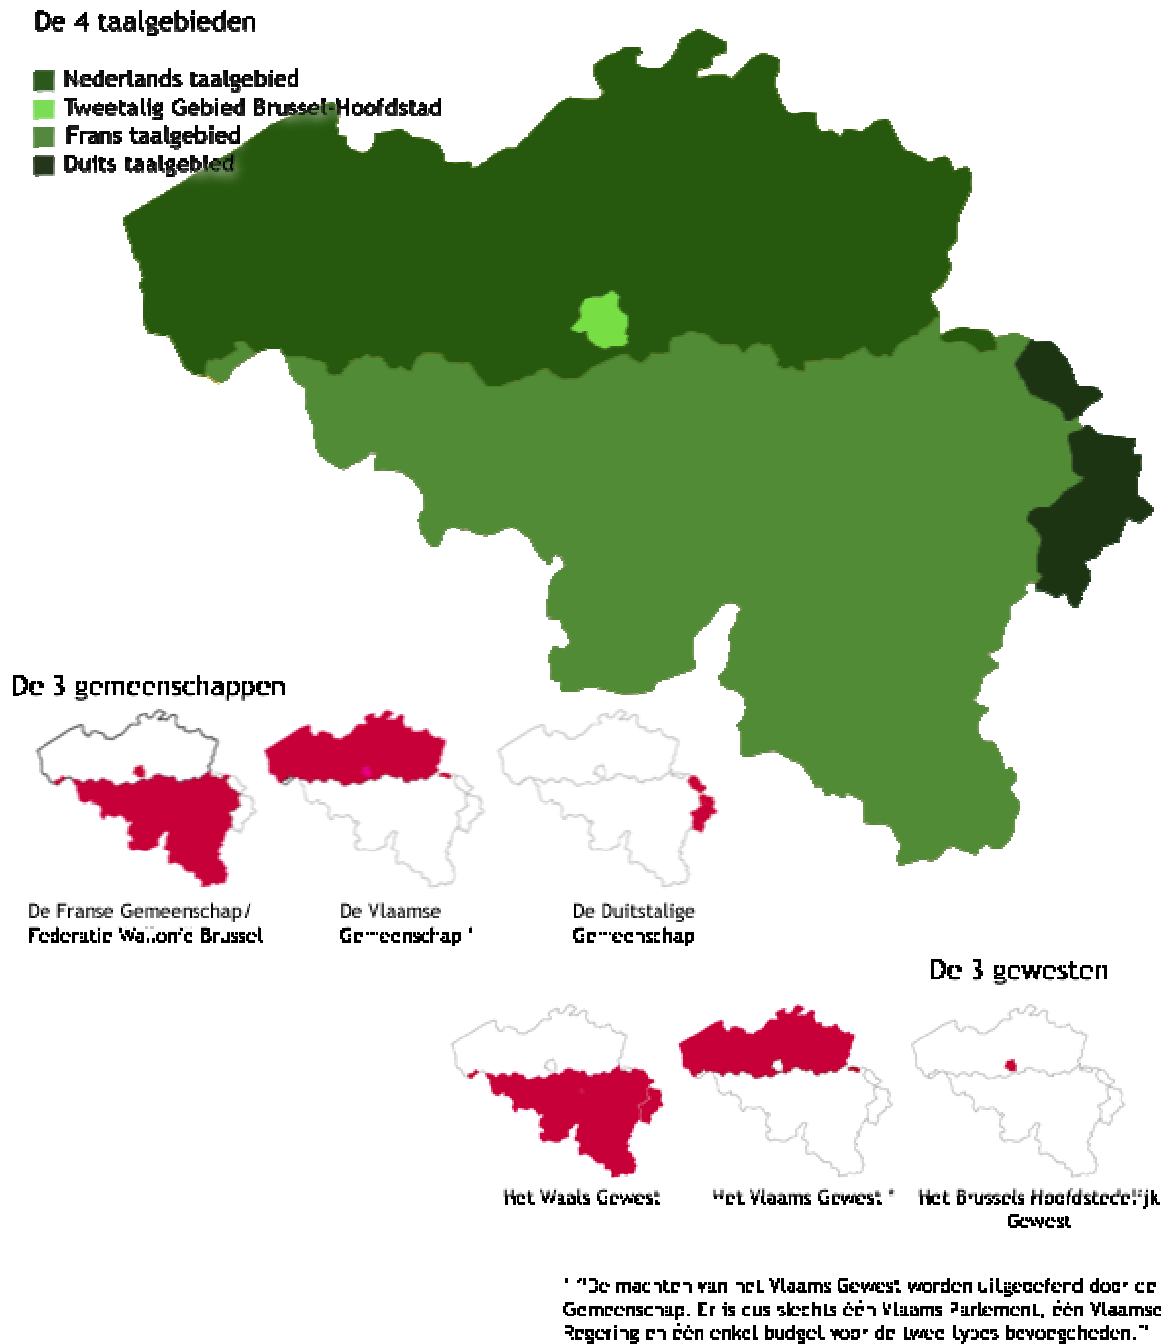 De 4 taalgebieden
Nederlands taalgebied
Tweetalig Gebied Brussel-Hoofdstad
Frans taalgebied
Duits taalgebied
De 3 gemeenschappen
De Franse Gemeenschap/
Federatie Wallonië Brussel
De Vlaamse
Gemeenschap *
De Duitstalige
Gemeenschap
De 3 gewesten
Het Waals Gewest
Het Vlaams Gewest *
Het Brussels Hoofdstedelijk
Gewest
* "De machten van het Vlaams Gewest worden uitgeoefend door de
Gemeenschap. Er is dus slechts één Vlaams Parlement, één Vlaamse
Regering en één enkel budget voor de twee types bevoegdheden."